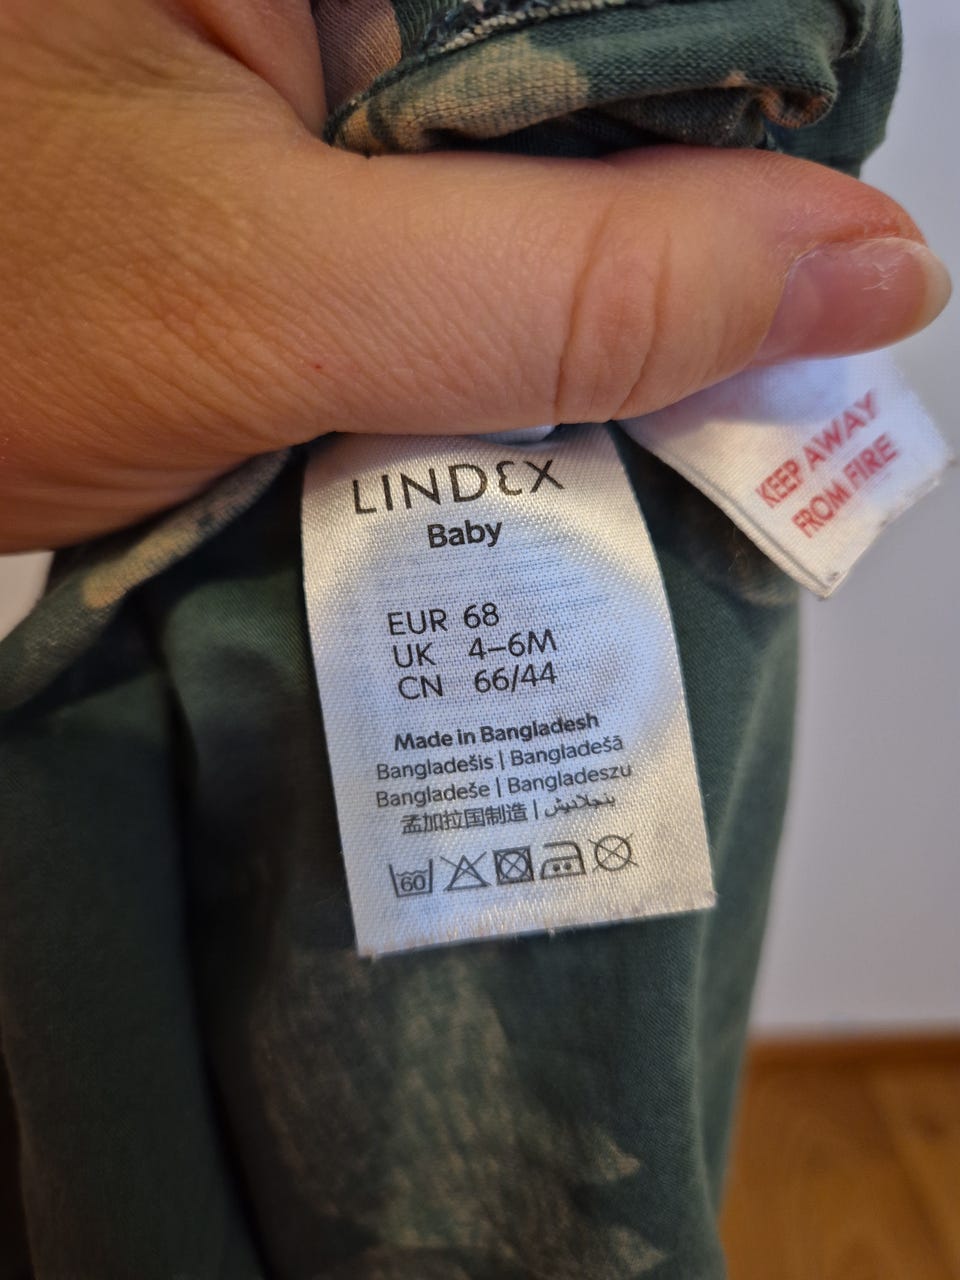 LINDEX
Baby
EUR 68
UK 4–6M
CN 66/44
Made in Bangladesh
Bangladešis | Bangladešā
Bangladeše | Bangladeszu
孟加拉国制造 | بنجلاديش
60
KEEP AWAY
FROM FIRE